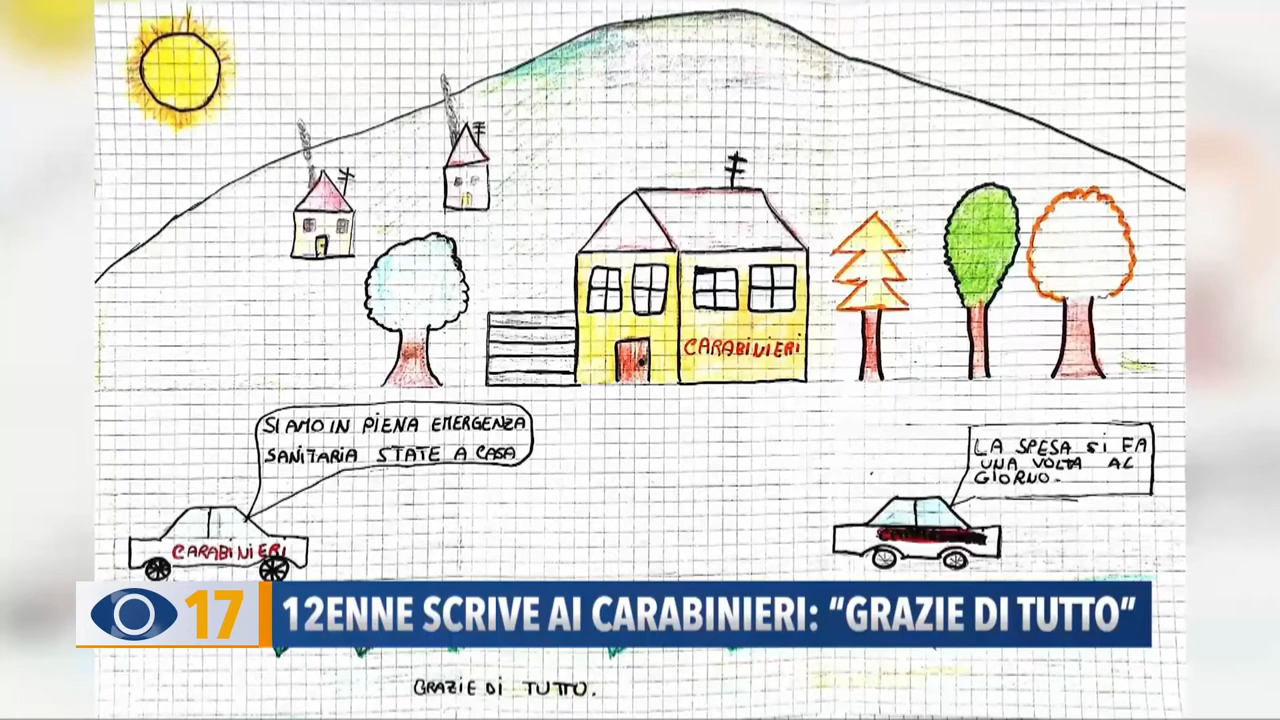 CARABINIERI
SIAMO IN PIENA EMERGENZA
SANITARIA STATE A CASA
LA SPESA SI FA
UNA VOLTA AL
GIORNO.
CARABINIERI
17
12ENNE SCRIVE AI CARABINIERI: “GRAZIE DI TUTTO”
GRAZIE DI TUTTO.